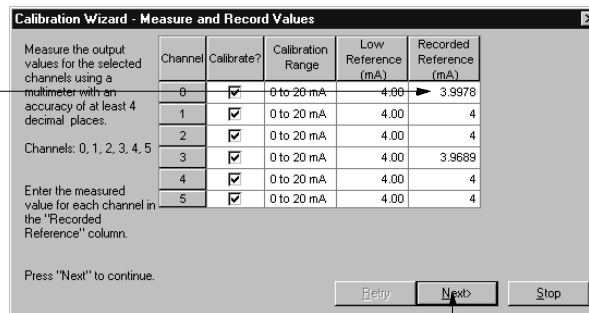 Calibration Wizard - Measure and Record Values
Measure the output
values for the selected
channels using a
multimeter with an
accuracy of at least 4
decimal places.
Channels: 0, 1, 2, 3, 4, 5
Enter the measured
value for each channel in
the "Recorded
Reference" column.
Press "Next" to continue.
Channel Calibrate? Calibration Range Low Reference (mA) Recorded Reference (mA)
0 0 to 20 mA 4.00 3.9978
1 0 to 20 mA 4.00 4
2 0 to 20 mA 4.00 4
3 0 to 20 mA 4.00 3.9689
4 0 to 20 mA 4.00 4
5 0 to 20 mA 4.00 4
Retry Next> Stop